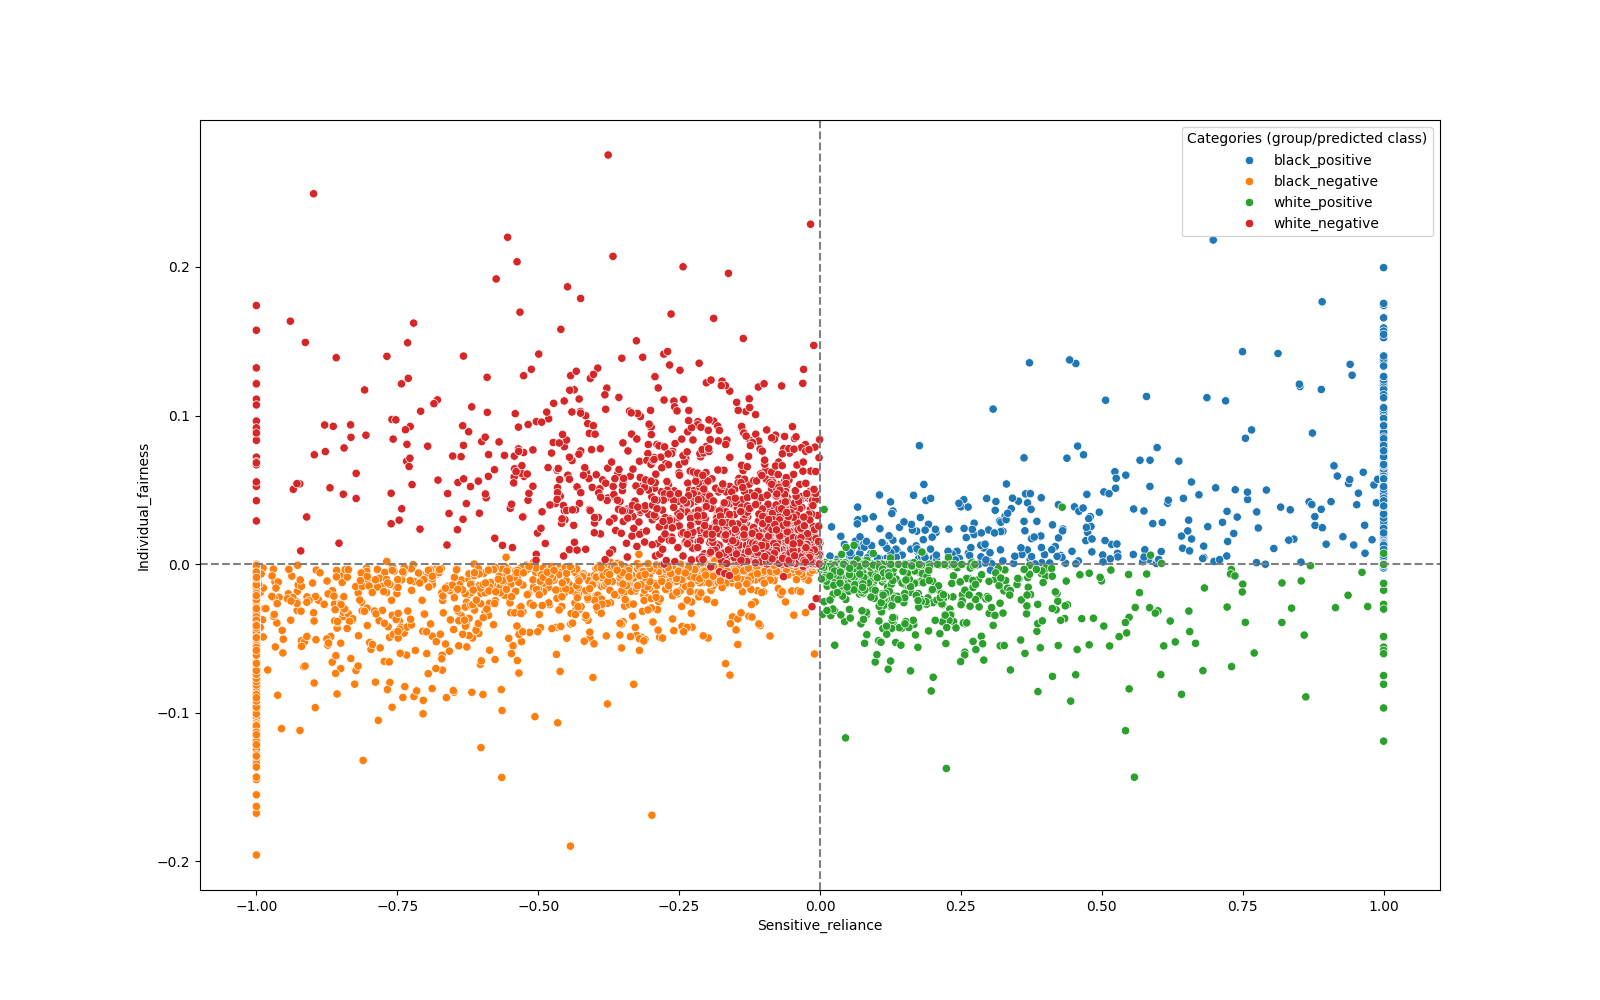 Categories (group/predicted class)
black_positive
black_negative
white_positive
white_negative
Individual_fairness
0.2
0.1
0.0
−0.1
−0.2
−1.00 −0.75 −0.50 −0.25 0.00 0.25 0.50 0.75 1.00
Sensitive_reliance